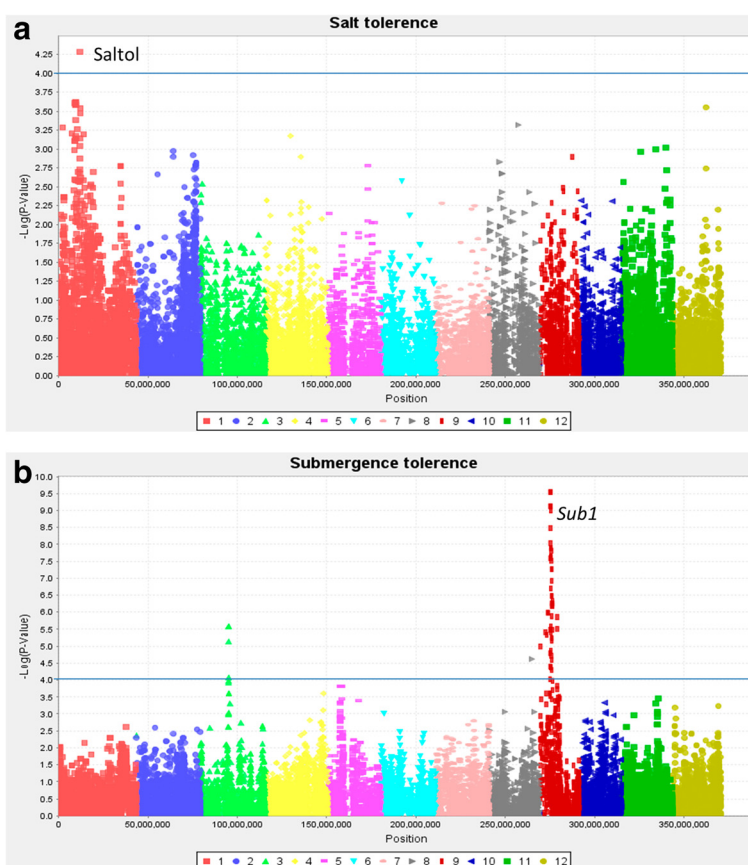 a
Salt tolerence
Saltol
-Log(P-Value)
4.25
4.00
3.75
3.50
3.25
3.00
2.75
2.50
2.25
2.00
1.75
1.50
1.25
1.00
0.75
0.50
0.25
0.00
0 50,000,000 100,000,000 150,000,000 200,000,000 250,000,000 300,000,000 350,000,000
Position
1 2 3 4 5 6 7 8 9 10 11 12
b
Submergence tolerence
Sub1
-Log(P-Value)
10.0
9.5
9.0
8.5
8.0
7.5
7.0
6.5
6.0
5.5
5.0
4.5
4.0
3.5
3.0
2.5
2.0
1.5
1.0
0.5
0.0
0 50,000,000 100,000,000 150,000,000 200,000,000 250,000,000 300,000,000 350,000,000
Position
1 2 3 4 5 6 7 8 9 10 11 12